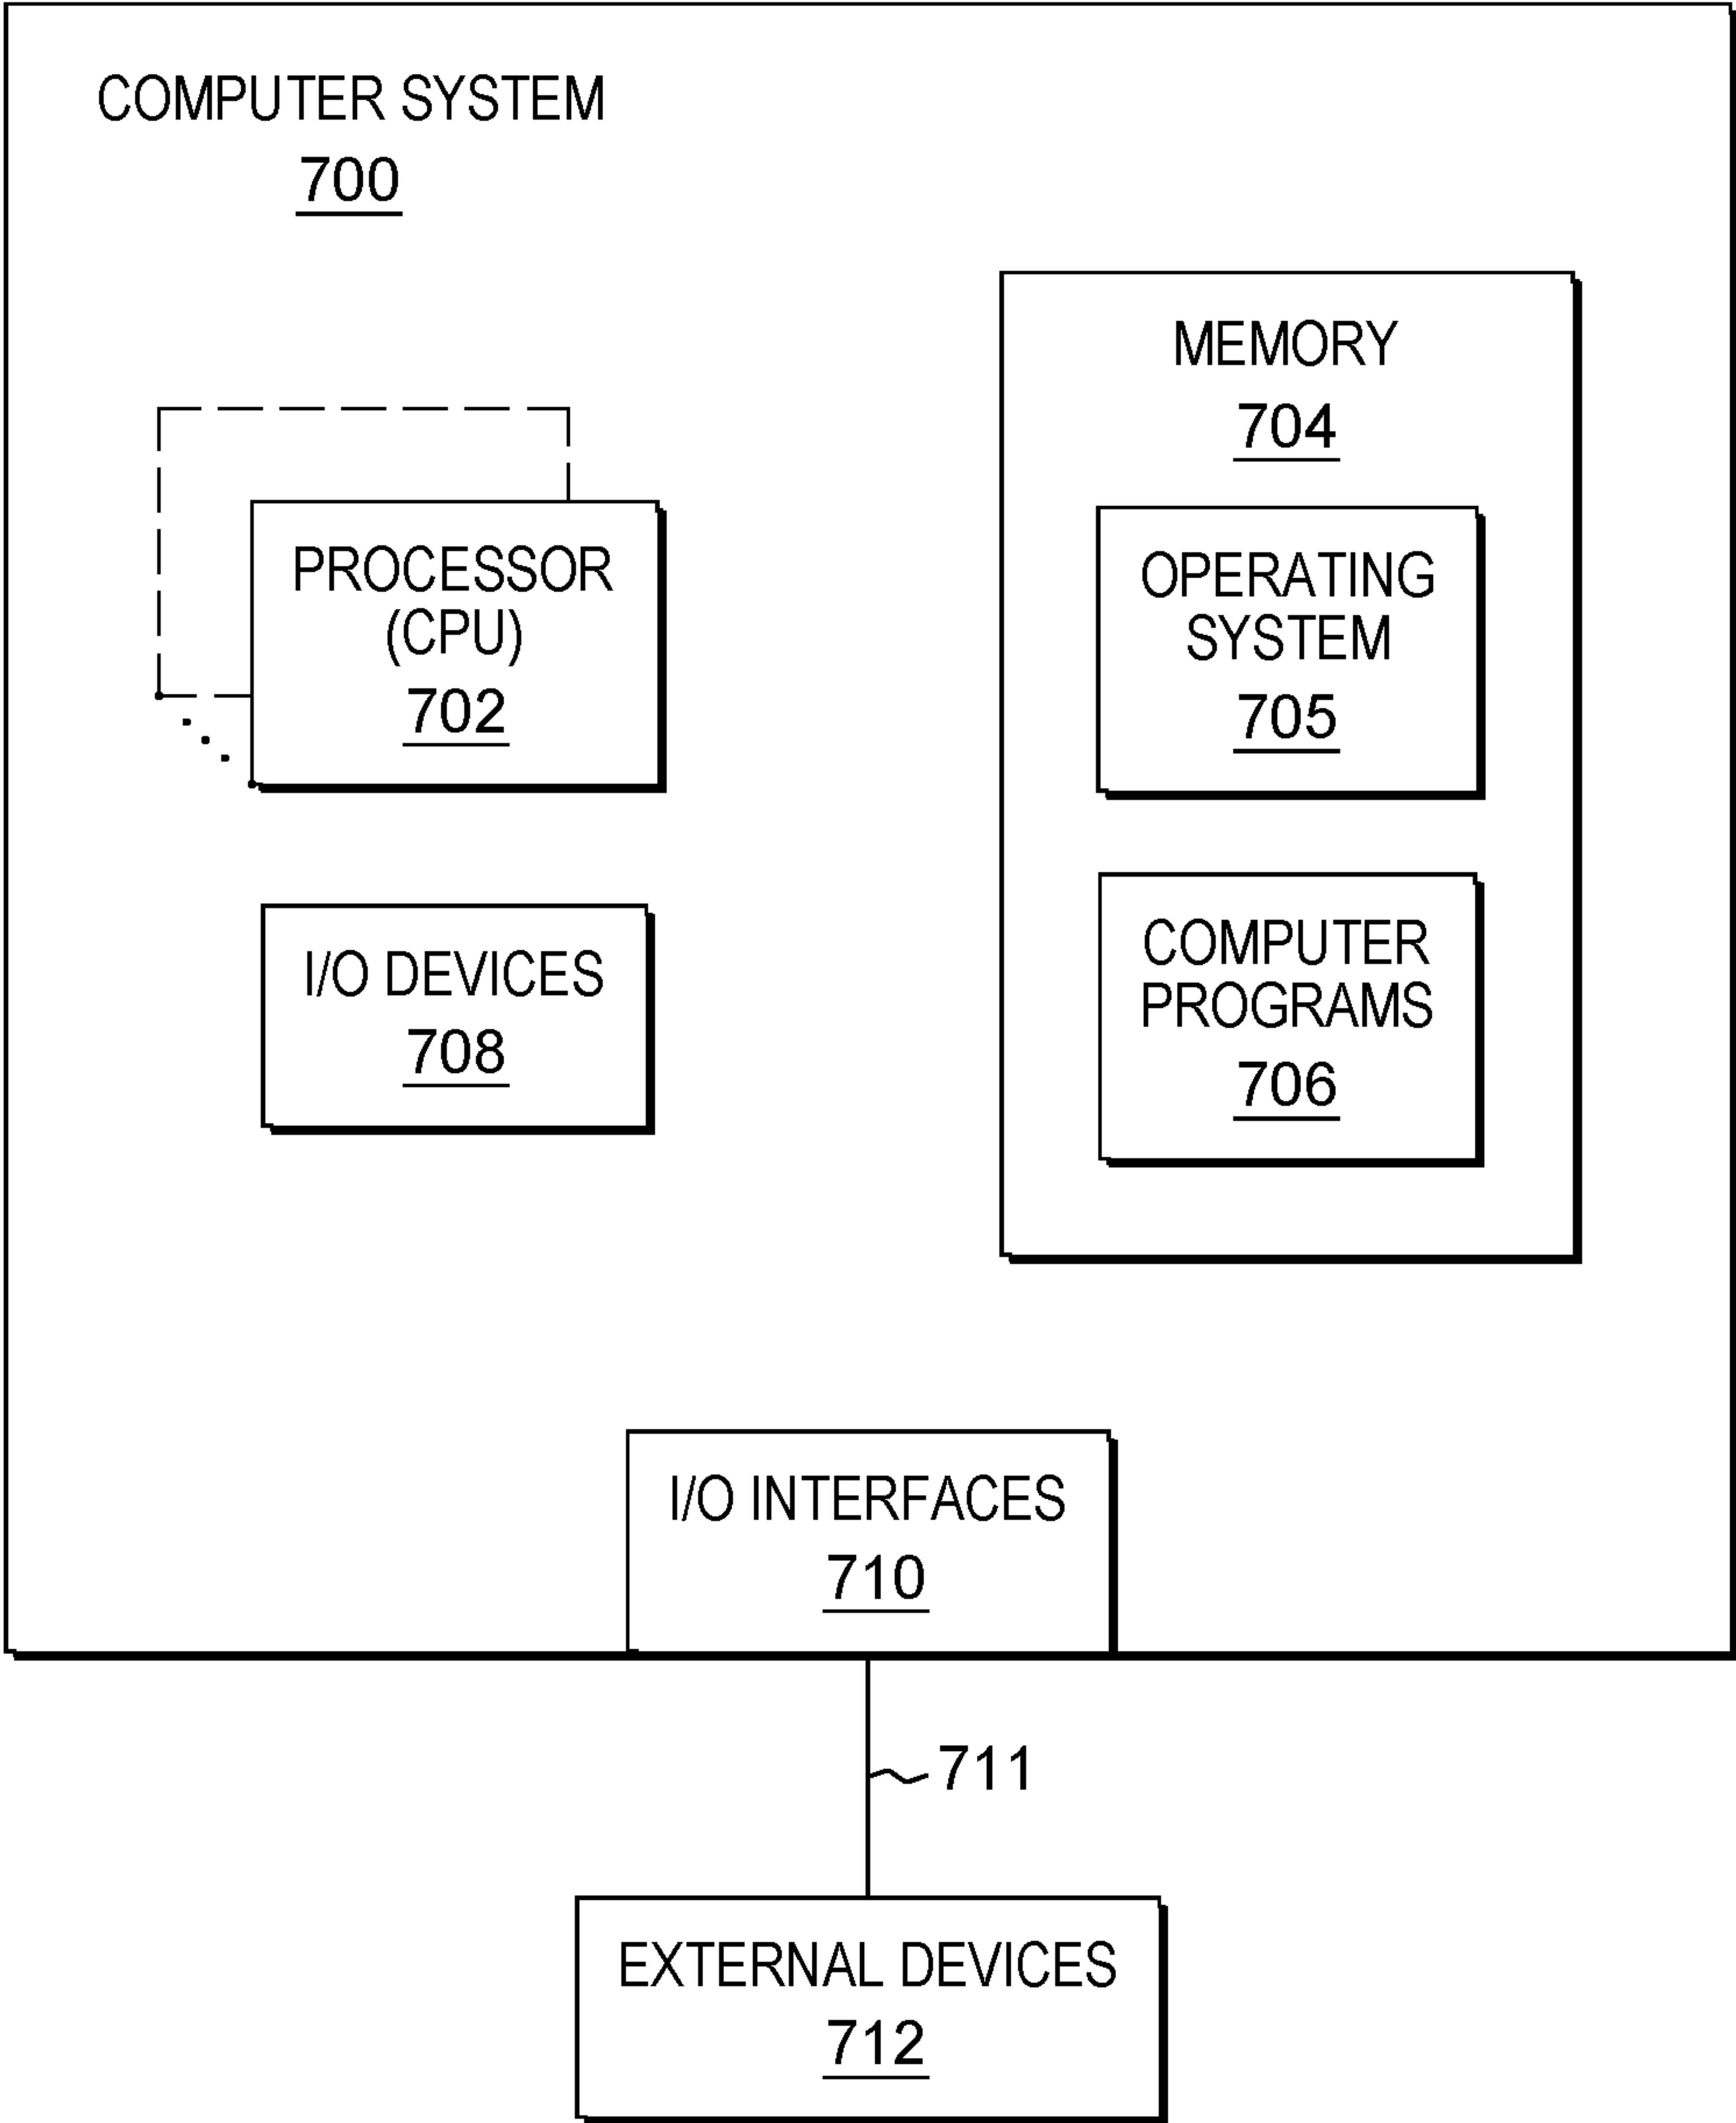 COMPUTER SYSTEM
700
MEMORY
704
PROCESSOR
(CPU)
702
OPERATING
SYSTEM
705
I/O DEVICES
708
COMPUTER
PROGRAMS
706
I/O INTERFACES
710
711
EXTERNAL DEVICES
712